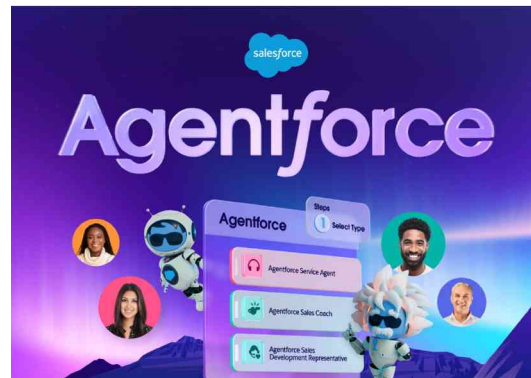 salesforce
Agentforce
Agentforce
Steps
1 Select Type
Agentforce Service Agent
Agentforce Sales Coach
Agentforce Sales
Development Representative